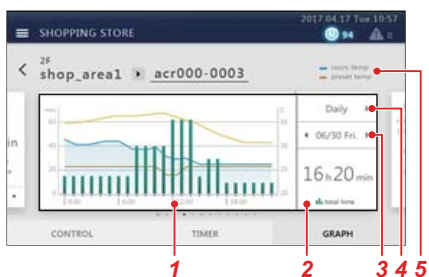 2017.04.17 Tue.10:57
SHOPPING STORE
94
0
2F
shop_area1 acr000-0003
room temp
preset temp
Daily
06/30 Fri.
16h20min
total time
in
CONTROL TIMER GRAPH
1 2 3 4 5